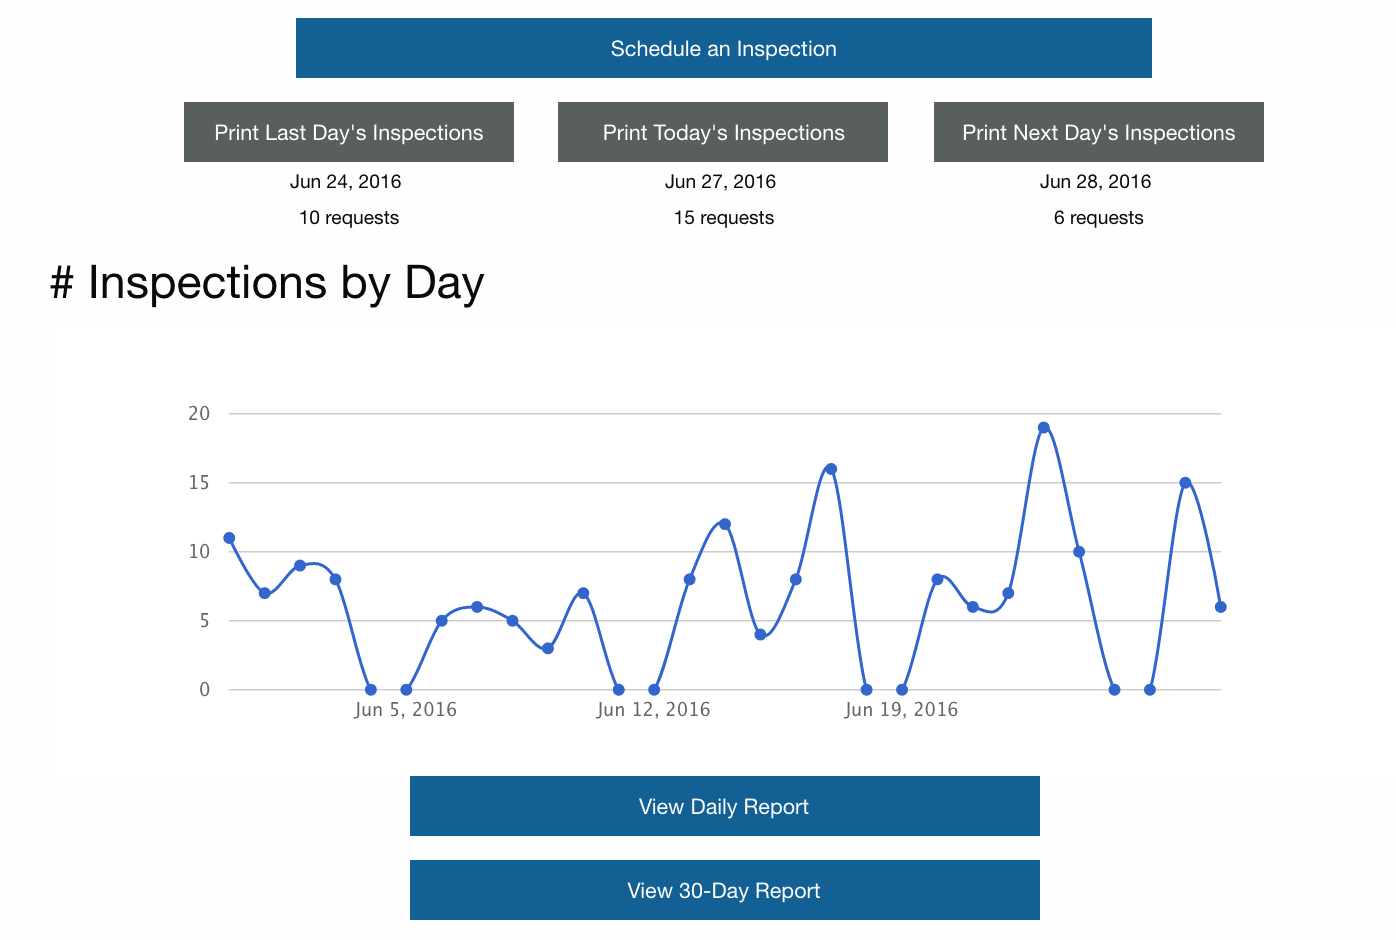 Schedule an Inspection
Print Last Day's Inspections
Print Today's Inspections
Print Next Day's Inspections
Jun 24, 2016
Jun 27, 2016
Jun 28, 2016
10 requests
15 requests
6 requests
# Inspections by Day
20
15
10
5
0
Jun 5, 2016
Jun 12, 2016
Jun 19, 2016
View Daily Report
View 30-Day Report